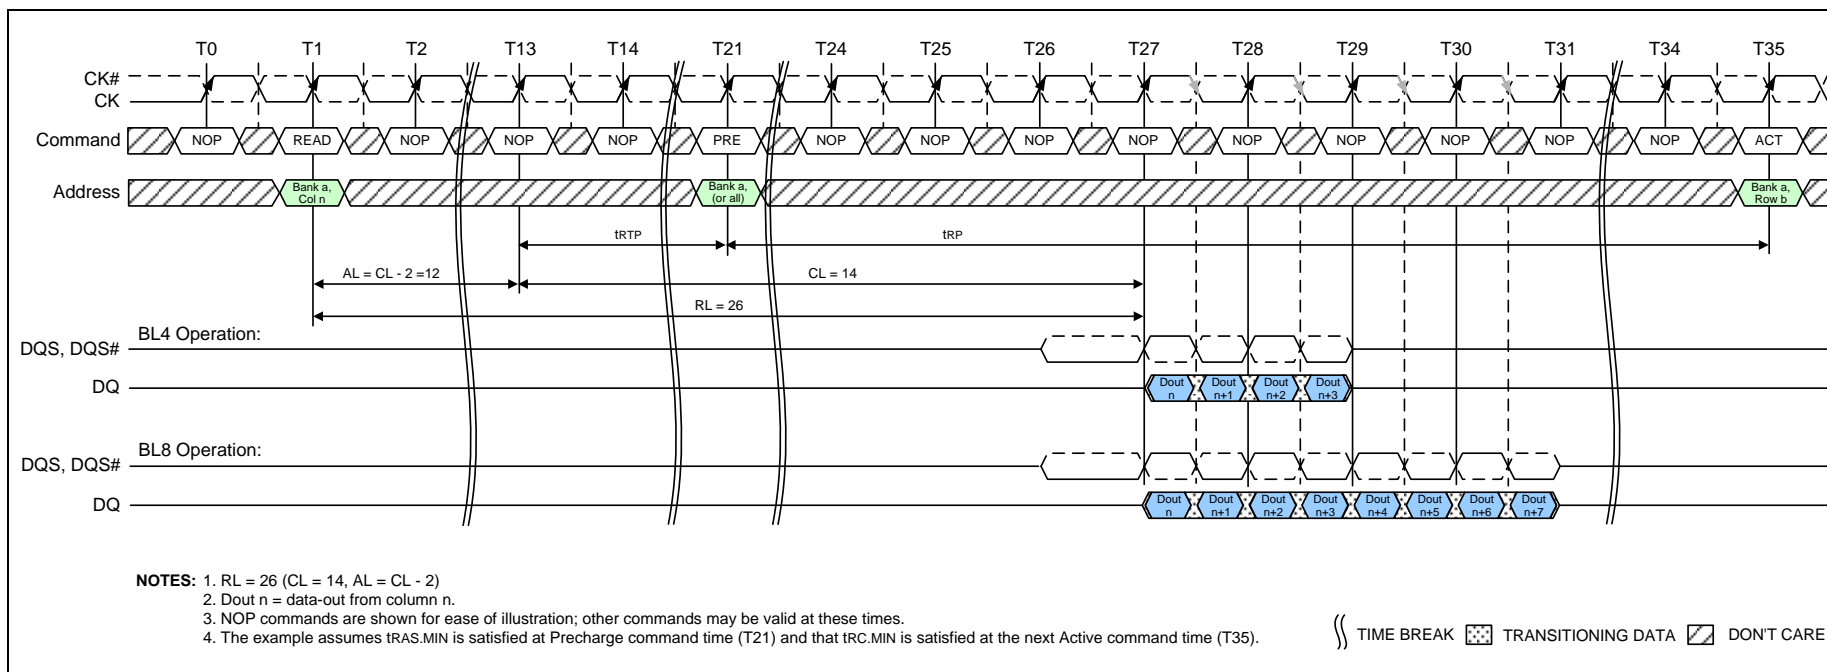 T0 T1 T2 T13 T14 T21 T24 T25 T26 T27 T28 T29 T30 T31 T34 T35
CK#
CK
Command NOP READ NOP NOP NOP PRE NOP NOP NOP NOP NOP NOP NOP NOP NOP ACT
Address Bank a, Col n Bank a, (or all) Bank a, Row b
tRTP tRP
AL = CL - 2 =12 CL = 14
RL = 26
BL4 Operation:
DQS, DQS#
DQ Dout n Dout n+1 Dout n+2 Dout n+3
BL8 Operation:
DQS, DQS#
DQ Dout n Dout n+1 Dout n+2 Dout n+3 Dout n+4 Dout n+5 Dout n+6 Dout n+7
NOTES: 1. RL = 26 (CL = 14, AL = CL - 2)
2. Dout n = data-out from column n.
3. NOP commands are shown for ease of illustration; other commands may be valid at these times.
4. The example assumes tRAS.MIN is satisfied at Precharge command time (T21) and that tRC.MIN is satisfied at the next Active command time (T35).
TIME BREAK TRANSITIONING DATA DON'T CARE